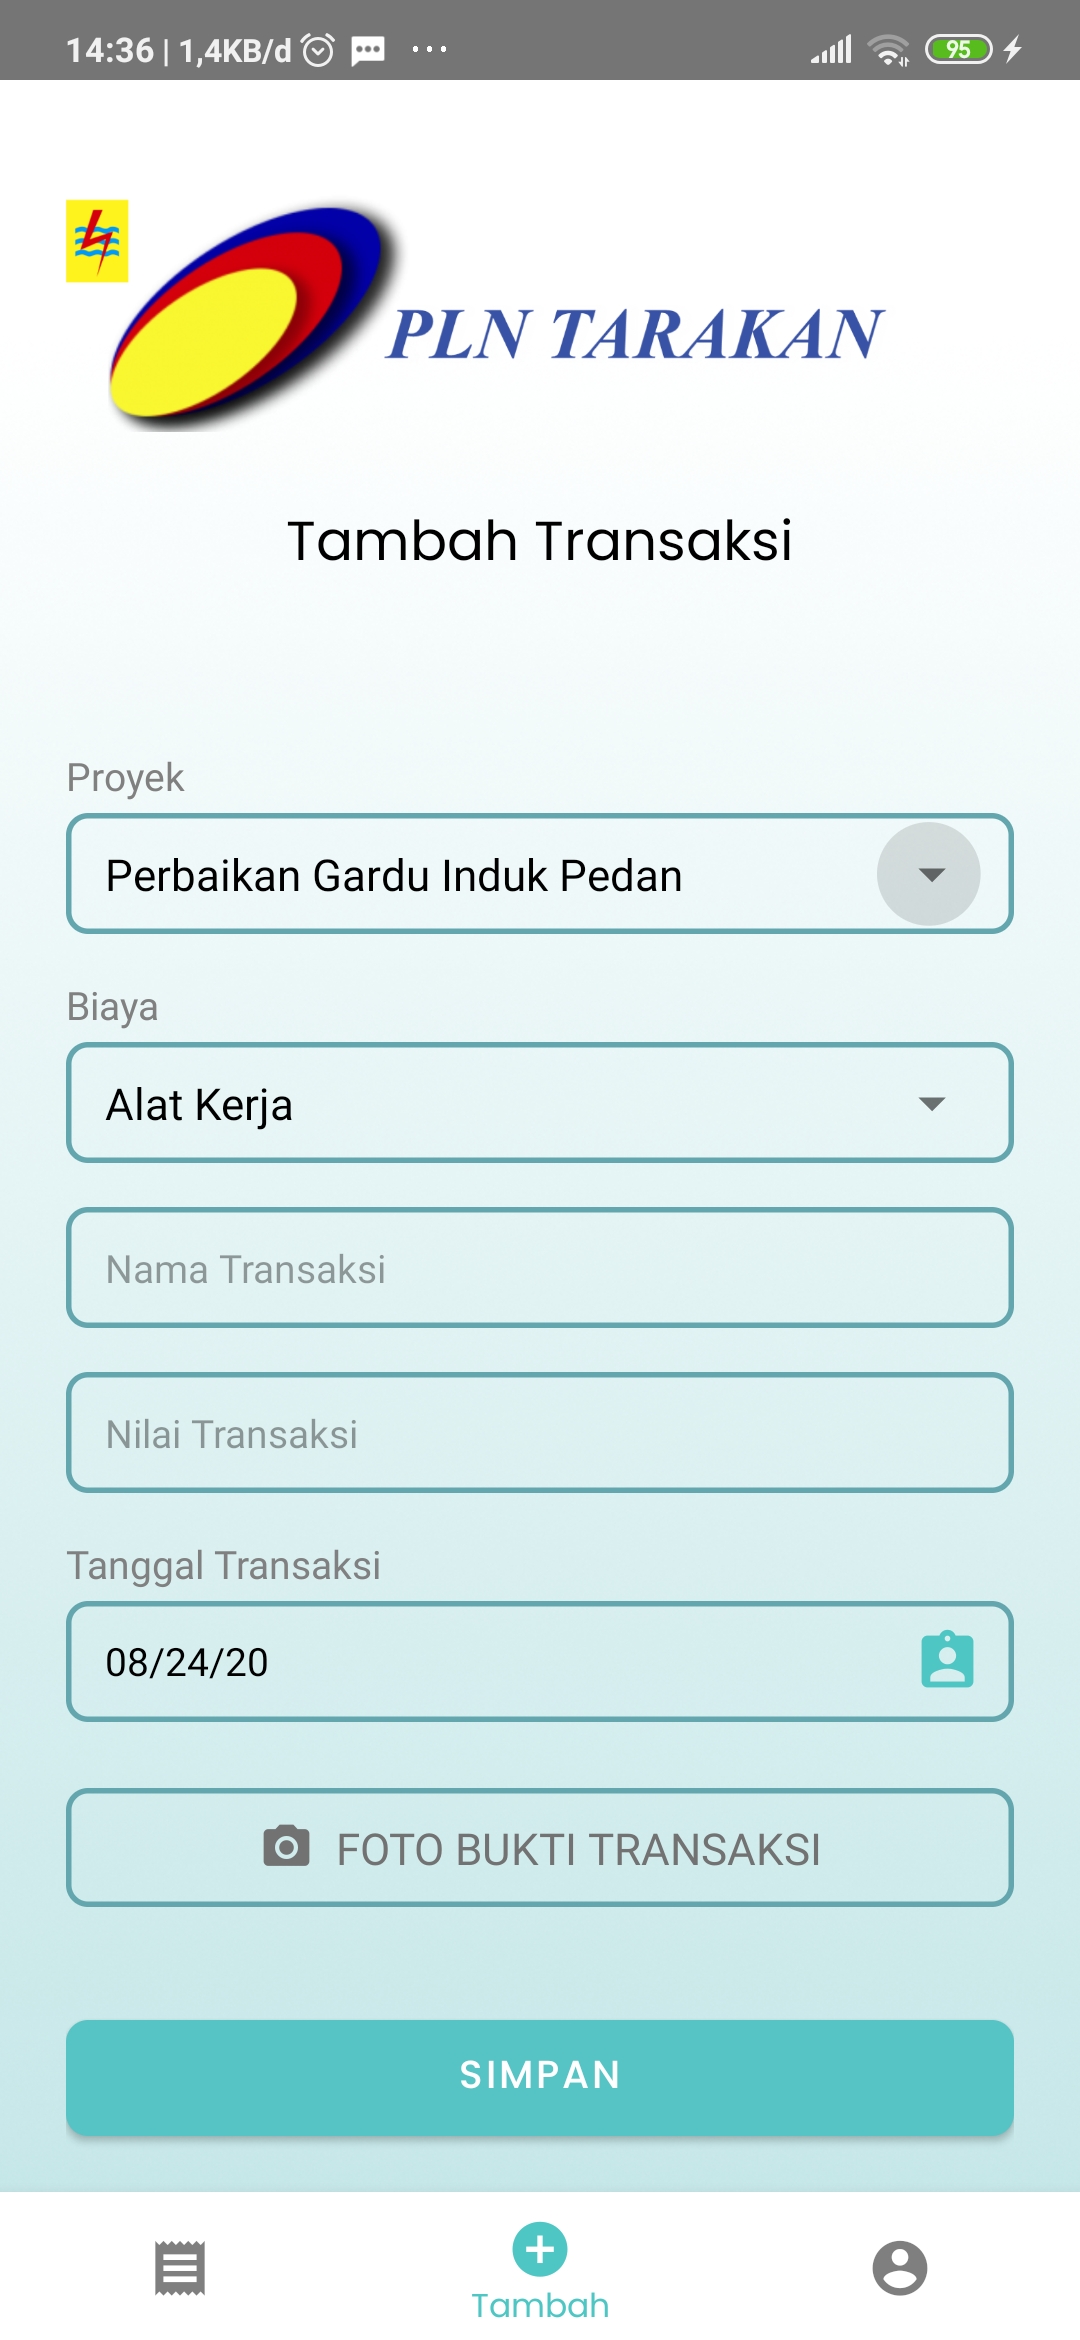 14:36 | 1,4KB/d
95
PLN TARAKAN
Tambah Transaksi
Proyek
Perbaikan Gardu Induk Pedan
Biaya
Alat Kerja
Nama Transaksi
Nilai Transaksi
Tanggal Transaksi
08/24/20
FOTO BUKTI TRANSAKSI
SIMPAN
Tambah